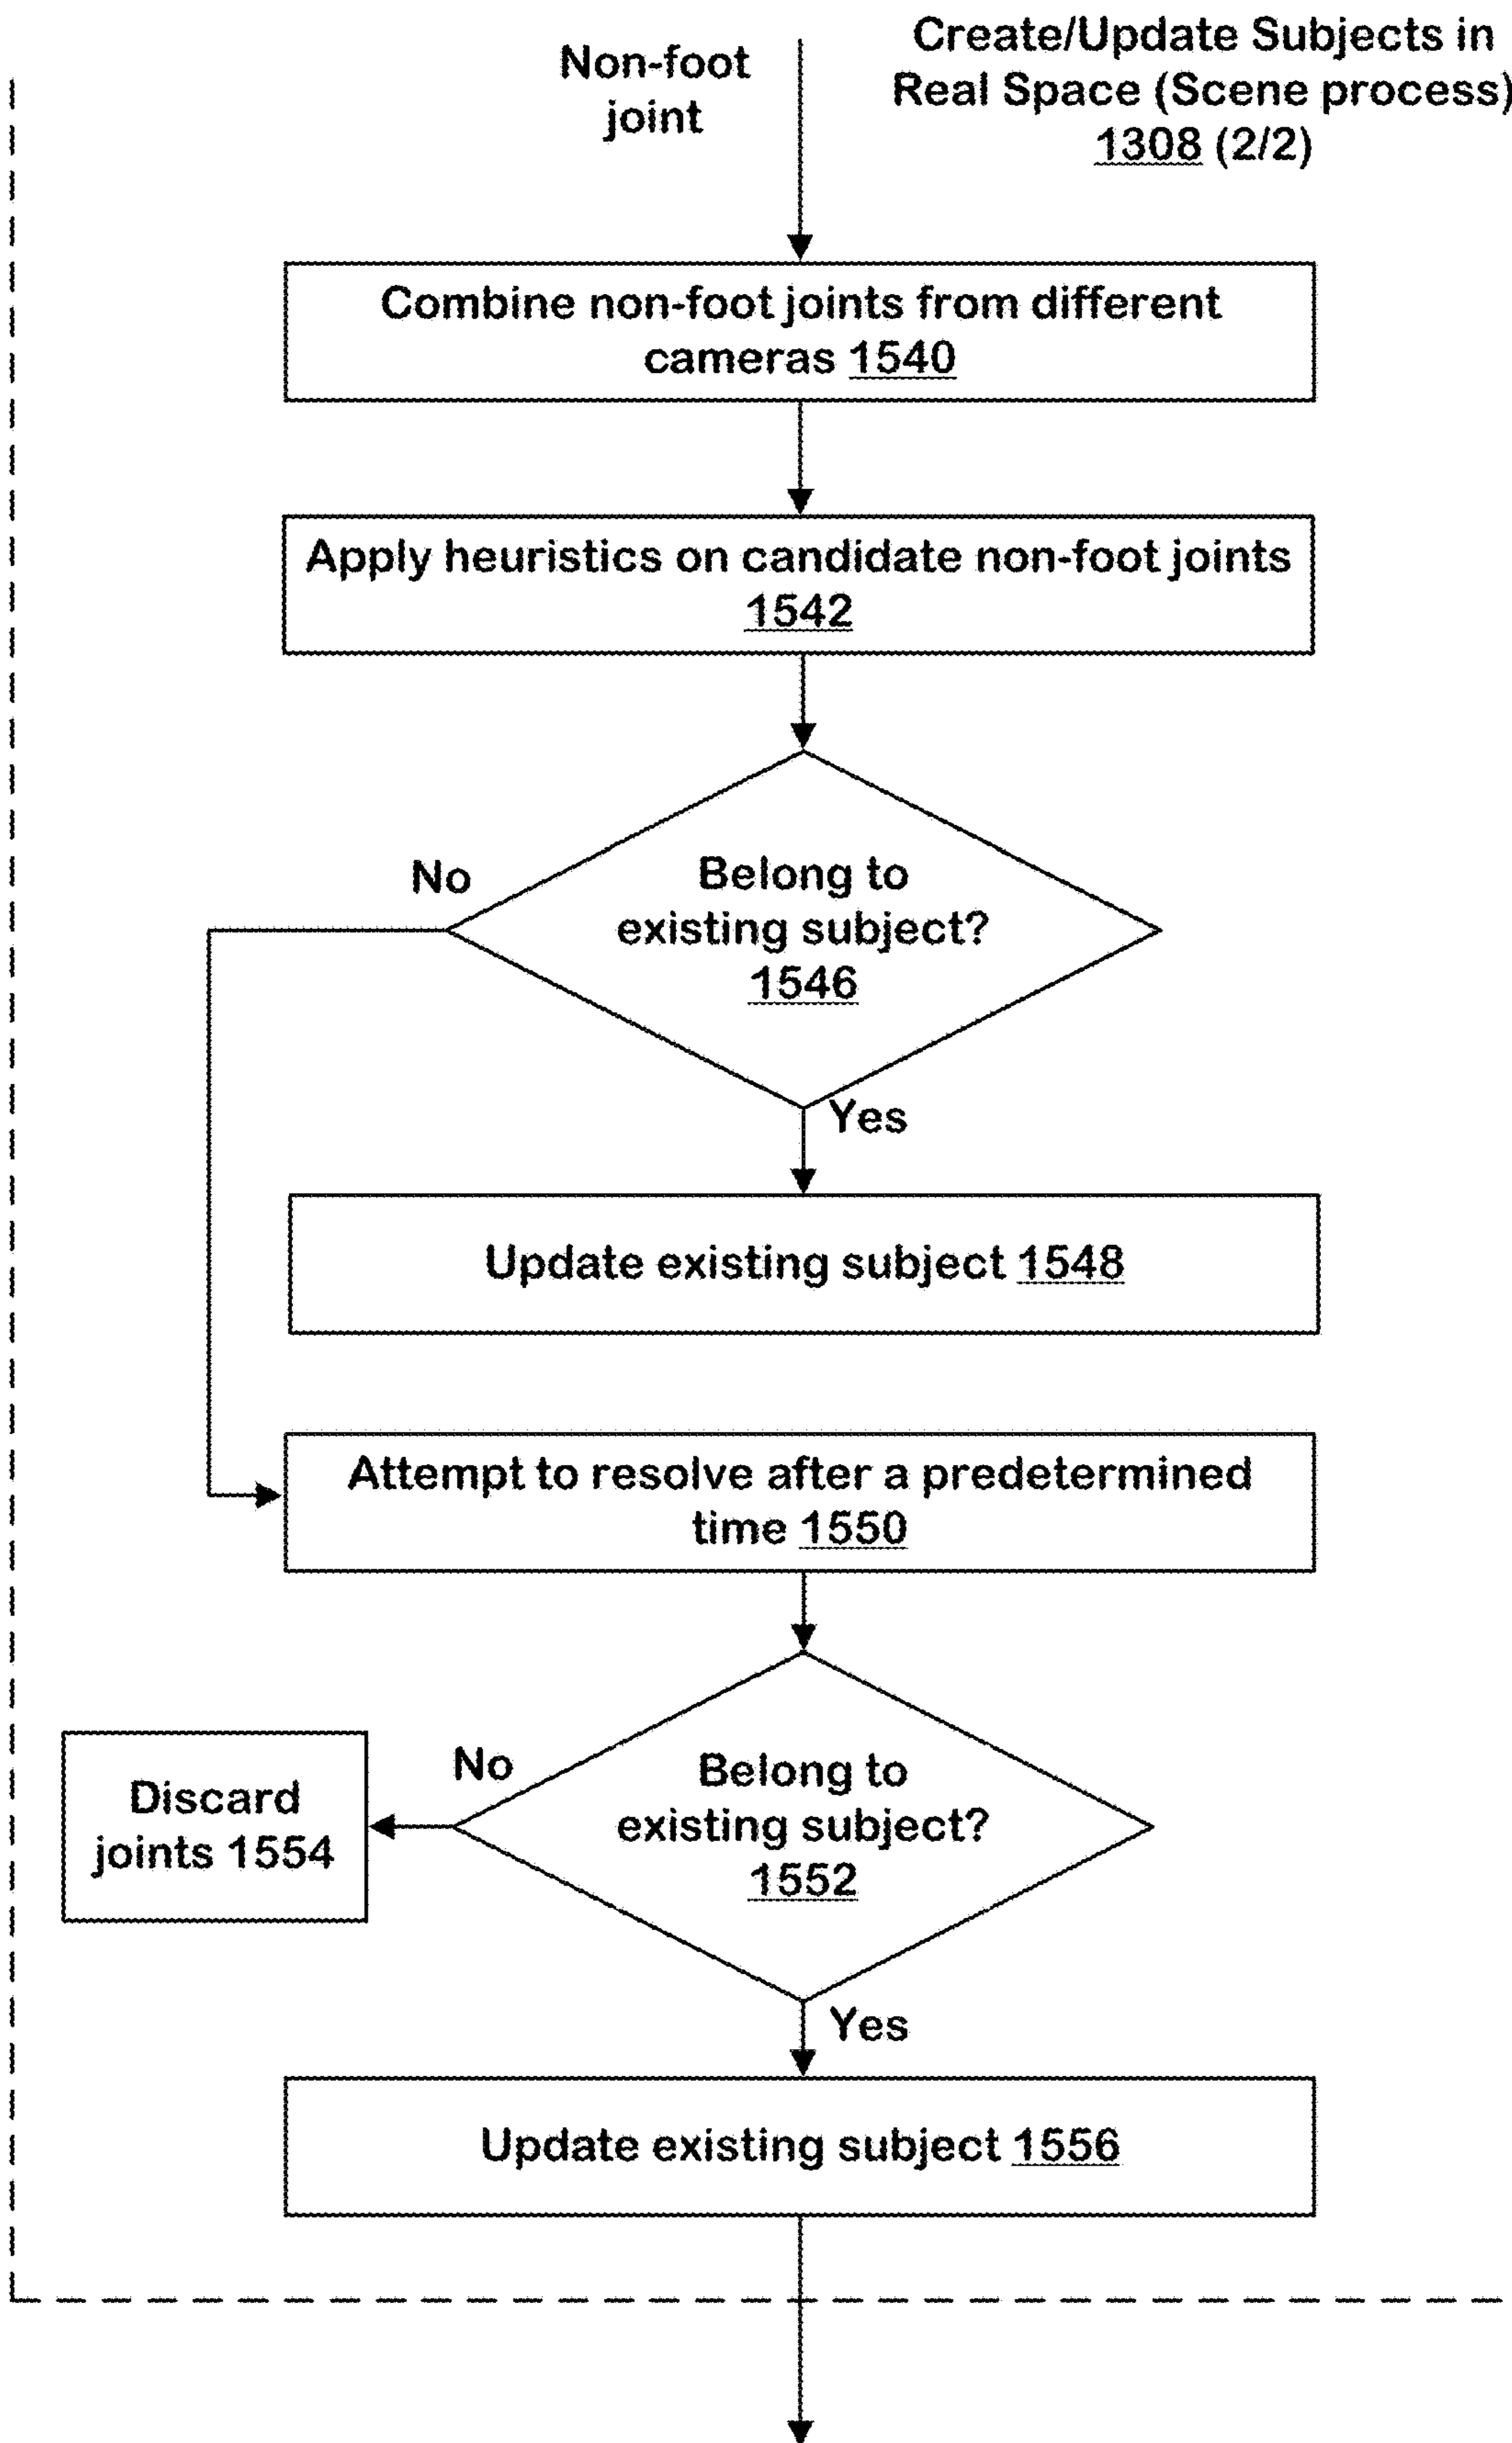 Non-foot
joint
Create/Update Subjects in
Real Space (Scene process)
1308 (2/2)
Combine non-foot joints from different
cameras 1540
Apply heuristics on candidate non-foot joints
1542
No
Belong to
existing subject?
1546
Yes
Update existing subject 1548
Attempt to resolve after a predetermined
time 1550
No
Belong to
existing subject?
1552
Discard
joints 1554
Yes
Update existing subject 1556